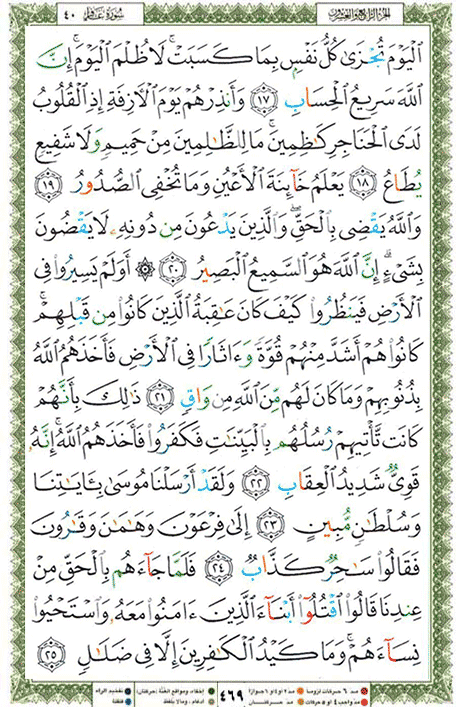 سُورَةُ غَافِرٍ ٤٠ الجُزءُ الرَّابِعُ وَالعِشْرُونَ
ٱلْيَوْمَ تُجْزَىٰ كُلُّ نَفْسٍۭ بِمَا كَسَبَتْ ۚ لَا ظُلْمَ ٱلْيَوْمَ ۚ إِنَّ
ٱللَّهَ سَرِيعُ ٱلْحِسَابِ ١٧ وَأَنذِرْهُمْ يَوْمَ ٱلْءَازِفَةِ إِذِ ٱلْقُلُوبُ
لَدَى ٱلْحَنَاجِرِ كَٰظِمِينَ ۚ مَا لِلظَّٰلِمِينَ مِنْ حَمِيمٍ وَلَا شَفِيعٍ
يُطَاعُ ١٨ يَعْلَمُ خَآئِنَةَ ٱلْأَعْيُنِ وَمَا تُخْفِى ٱلصُّدُورُ ١٩
وَٱللَّهُ يَقْضِى بِٱلْحَقِّ ۖ وَٱلَّذِينَ يَدْعُونَ مِن دُونِهِۦ لَا يَقْضُونَ
بِشَىْءٍ ۗ إِنَّ ٱللَّهَ هُوَ ٱلسَّمِيعُ ٱلْبَصِيرُ ٢٠ ۞ أَوَلَمْ يَسِيرُوا۟ فِى
ٱلْأَرْضِ فَيَنظُرُوا۟ كَيْفَ كَانَ عَٰقِبَةُ ٱلَّذِينَ كَانُوا۟ مِن قَبْلِهِمْ ۚ
كَانُوا۟ هُمْ أَشَدَّ مِنْهُمْ قُوَّةً وَءَاثَارًا فِى ٱلْأَرْضِ فَأَخَذَهُمُ ٱللَّهُ
بِذُنُوبِهِمْ وَمَا كَانَ لَهُم مِّنَ ٱللَّهِ مِن وَاقٍ ٢١ ذَٰلِكَ بِأَنَّهُمْ
كَانَت تَّأْتِيهِمْ رُسُلُهُم بِٱلْبَيِّنَٰتِ فَكَفَرُوا۟ فَأَخَذَهُمُ ٱللَّهُ ۚ إِنَّهُۥ
قَوِىٌّ شَدِيدُ ٱلْعِقَابِ ٢٢ وَلَقَدْ أَرْسَلْنَا مُوسَىٰ بِـَٔايَٰتِنَا
وَسُلْطَٰنٍ مُّبِينٍ ٢٣ إِلَىٰ فِرْعَوْنَ وَهَٰمَٰنَ وَقَٰرُونَ
فَقَالُوا۟ سَٰحِرٌ كَذَّابٌ ٢٤ فَلَمَّا جَآءَهُم بِٱلْحَقِّ مِنْ
عِندِنَا قَالُوا۟ ٱقْتُلُوٓا۟ أَبْنَآءَ ٱلَّذِينَ ءَامَنُوا۟ مَعَهُۥ وَٱسْتَحْيُوا۟
نِسَآءَهُمْ ۚ وَمَا كَيْدُ ٱلْكَٰفِرِينَ إِلَّا فِى ضَلَٰلٍ ٢٥
٤٦٩